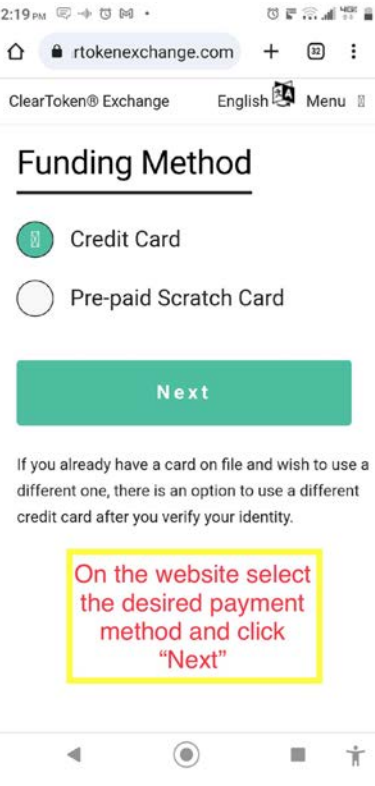 2:19 PM
rtokenexchange.com
32
ClearToken® Exchange English Menu
Funding Method
Credit Card
Pre-paid Scratch Card
Next
If you already have a card on file and wish to use a
different one, there is an option to use a different
credit card after you verify your identity.
On the website select
the desired payment
method and click
“Next”